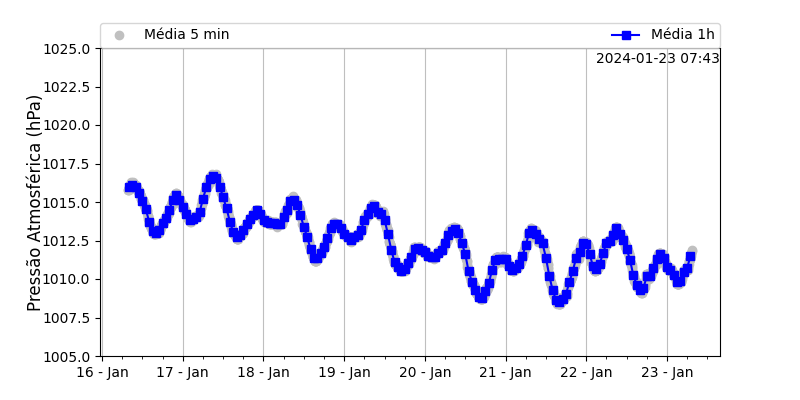 Média 5 min
Média 1h
2024-01-23 07:43
Pressão Atmosférica (hPa)
1025.0
1022.5
1020.0
1017.5
1015.0
1012.5
1010.0
1007.5
1005.0
16 - Jan
17 - Jan
18 - Jan
19 - Jan
20 - Jan
21 - Jan
22 - Jan
23 - Jan